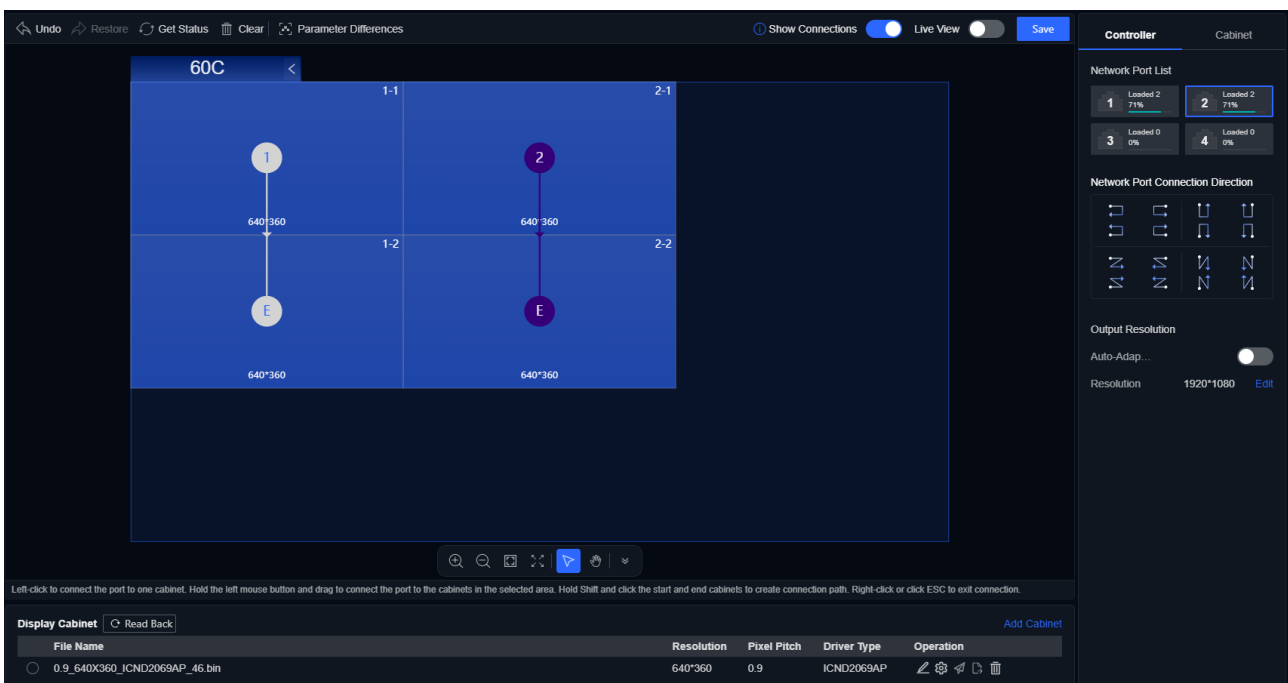 Undo Restore Get Status Clear Parameter Differences Show Connections Live View Save
Controller Cabinet
60C
1-1 2-1
1 2
640*360 640*360
1-2 2-2
E E
640*360 640*360
Network Port List
1 Loaded 2 71% 2 Loaded 2 71%
3 Loaded 0 0% 4 Loaded 0 0%
Network Port Connection Direction
Output Resolution
Auto-Adap...
Resolution 1920*1080 Edit
Left-click to connect the port to one cabinet. Hold the left mouse button and drag to connect the port to the cabinets in the selected area. Hold Shift and click the start and end cabinets to create connection path. Right-click or click ESC to exit connection.
Display Cabinet Read Back Add Cabinet
File Name Resolution Pixel Pitch Driver Type Operation
0.9_640X360_ICND2069AP_46.bin 640*360 0.9 ICND2069AP